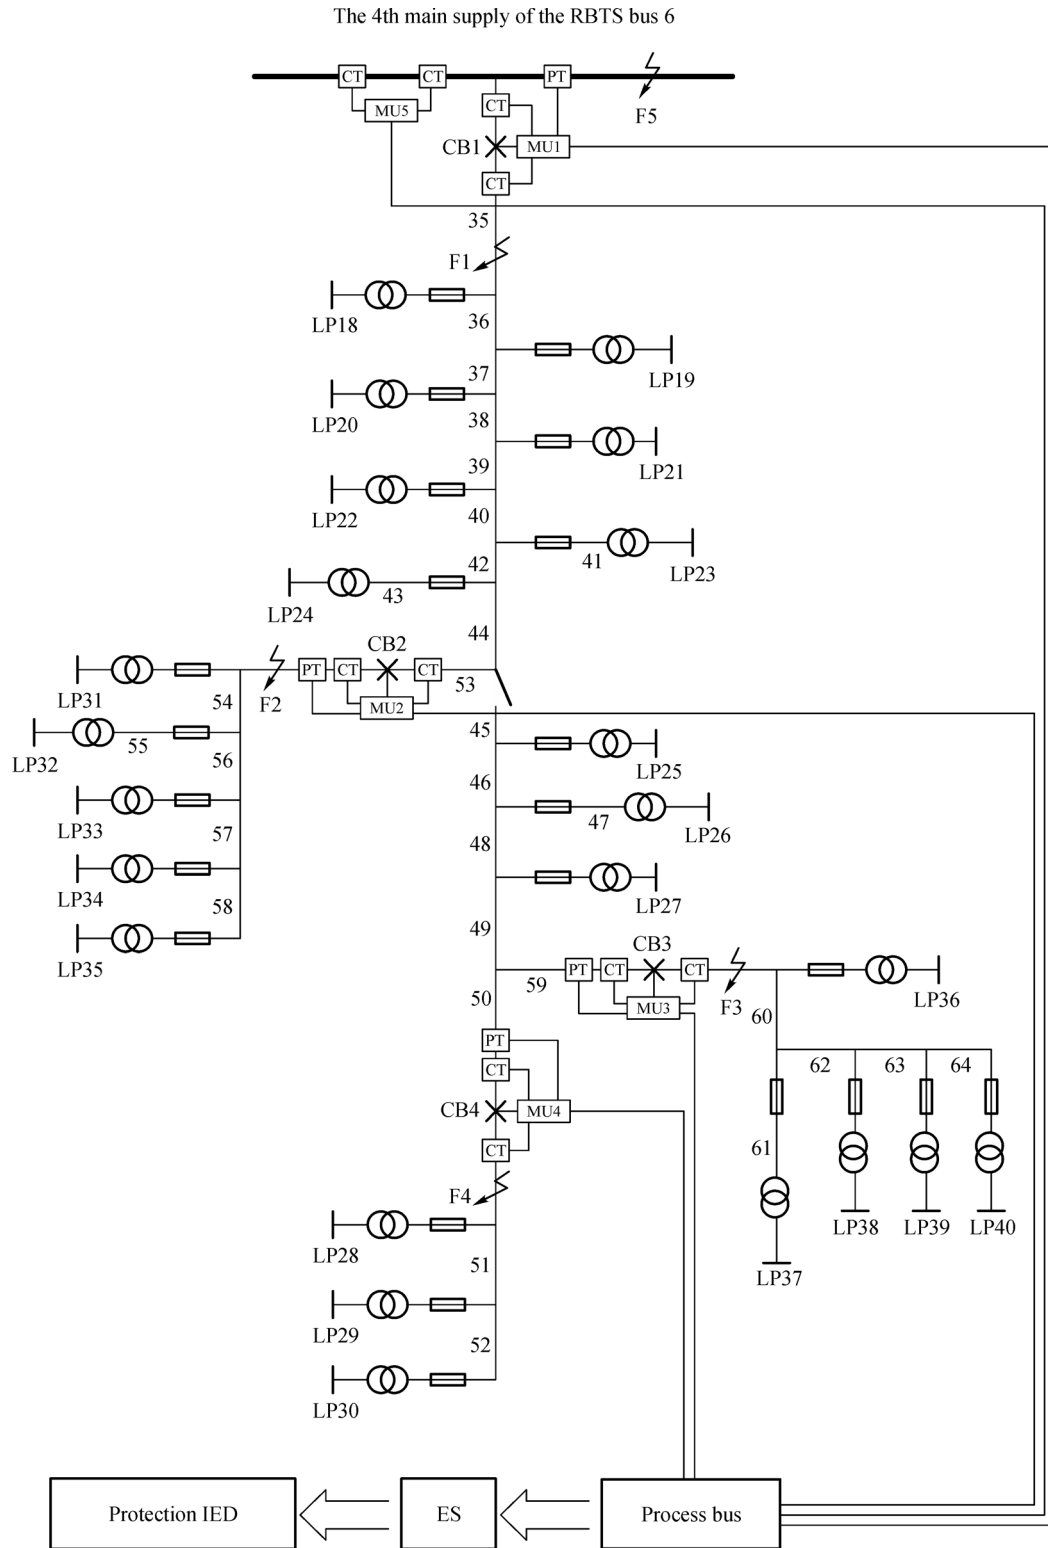 The 4th main supply of the RBTS bus 6
CT
CT
PT
MU5
CT
F5
CB1
MU1
CT
35
F1
LP18
36
LP19
37
LP20
38
LP21
39
LP22
40
41
LP23
42
43
LP24
44
CB2
PT
CT
CT
53
LP31
54
F2
MU2
45
LP32
55
56
LP25
46
LP33
57
47
LP26
48
LP34
58
LP27
49
LP35
CB3
PT
CT
CT
59
50
MU3
F3
LP36
60
PT
CT
62
63
64
CB4
MU4
CT
61
F4
LP28
LP38
LP39
LP40
51
LP37
LP29
52
LP30
Protection IED
ES
Process bus